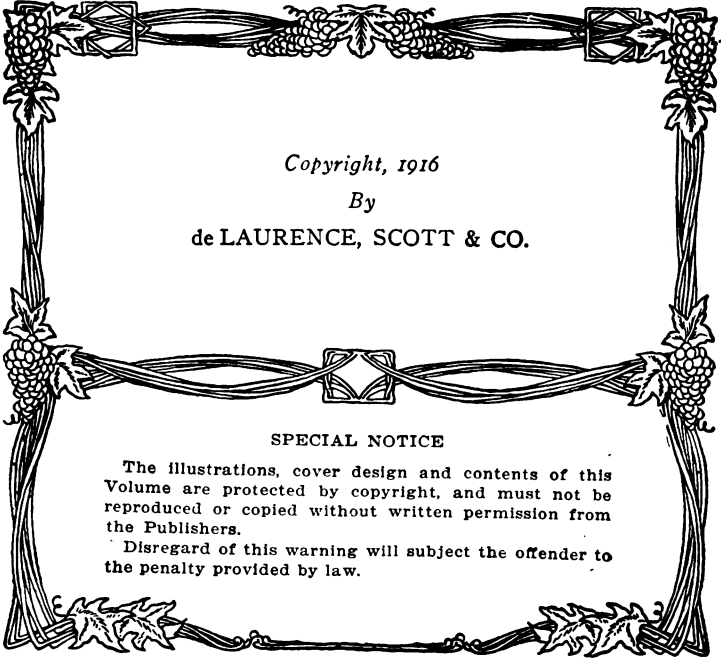 Copyright, 1916
By
de LAURENCE, SCOTT & CO.
SPECIAL NOTICE
The illustrations, cover design and contents of this
Volume are protected by copyright, and must not be
reproduced or copied without written permission from
the Publishers.
Disregard of this warning will subject the offender to
the penalty provided by law.